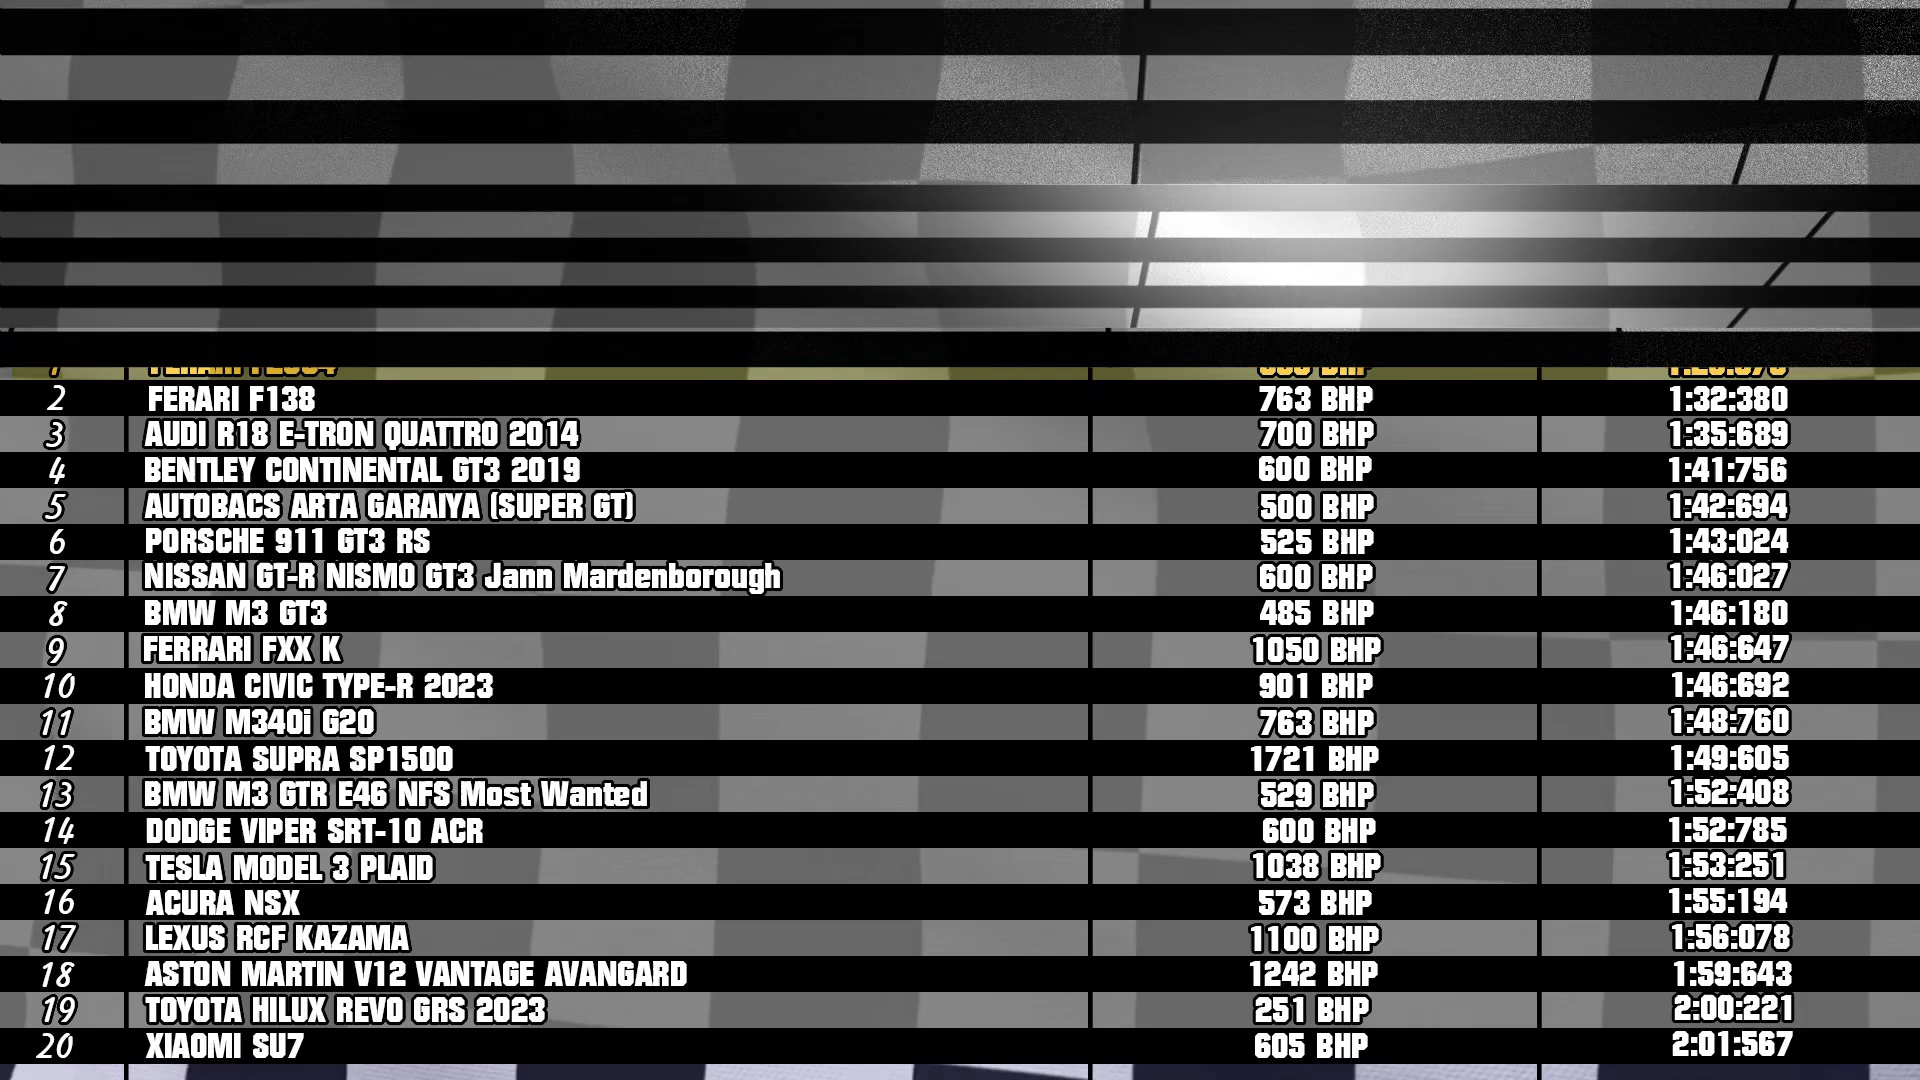 2 FERARI F138 763 BHP 1:32:380
3 AUDI R18 E-TRON QUATTRO 2014 700 BHP 1:35:689
4 BENTLEY CONTINENTAL GT3 2019 600 BHP 1:41:756
5 AUTOBACS ARTA GARAIYA (SUPER GT) 500 BHP 1:42:694
6 PORSCHE 911 GT3 RS 525 BHP 1:43:024
7 NISSAN GT-R NISMO GT3 Jann Mardenborough 600 BHP 1:46:027
8 BMW M3 GT3 485 BHP 1:46:180
9 FERRARI FXX K 1050 BHP 1:46:647
10 HONDA CIVIC TYPE-R 2023 901 BHP 1:46:692
11 BMW M340i G20 763 BHP 1:48:760
12 TOYOTA SUPRA SP1500 1721 BHP 1:49:605
13 BMW M3 GTR E46 NFS Most Wanted 529 BHP 1:52:408
14 DODGE VIPER SRT-10 ACR 600 BHP 1:52:785
15 TESLA MODEL 3 PLAID 1038 BHP 1:53:251
16 ACURA NSX 573 BHP 1:55:194
17 LEXUS RCF KAZAMA 1100 BHP 1:56:078
18 ASTON MARTIN V12 VANTAGE AVANGARD 1242 BHP 1:59:643
19 TOYOTA HILUX REVO GRS 2023 251 BHP 2:00:221
20 XIAOMI SU7 605 BHP 2:01:567